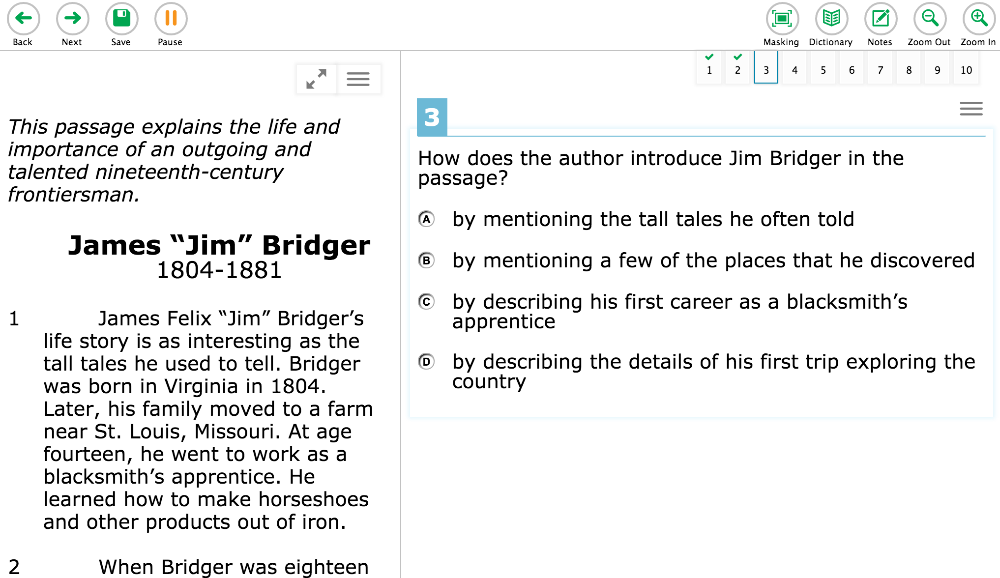 Back Next Save Pause Masking Dictionary Notes Zoom Out Zoom In
1 2 3 4 5 6 7 8 9 10
This passage explains the life and
importance of an outgoing and
talented nineteenth-century
frontiersman.
James “Jim” Bridger
1804-1881
1 James Felix “Jim” Bridger’s
life story is as interesting as the
tall tales he used to tell. Bridger
was born in Virginia in 1804.
Later, his family moved to a farm
near St. Louis, Missouri. At age
fourteen, he went to work as a
blacksmith’s apprentice. He
learned how to make horseshoes
and other products out of iron.
2 When Bridger was eighteen
3
How does the author introduce Jim Bridger in the
passage?
A by mentioning the tall tales he often told
B by mentioning a few of the places that he discovered
C by describing his first career as a blacksmith’s
apprentice
D by describing the details of his first trip exploring the
country